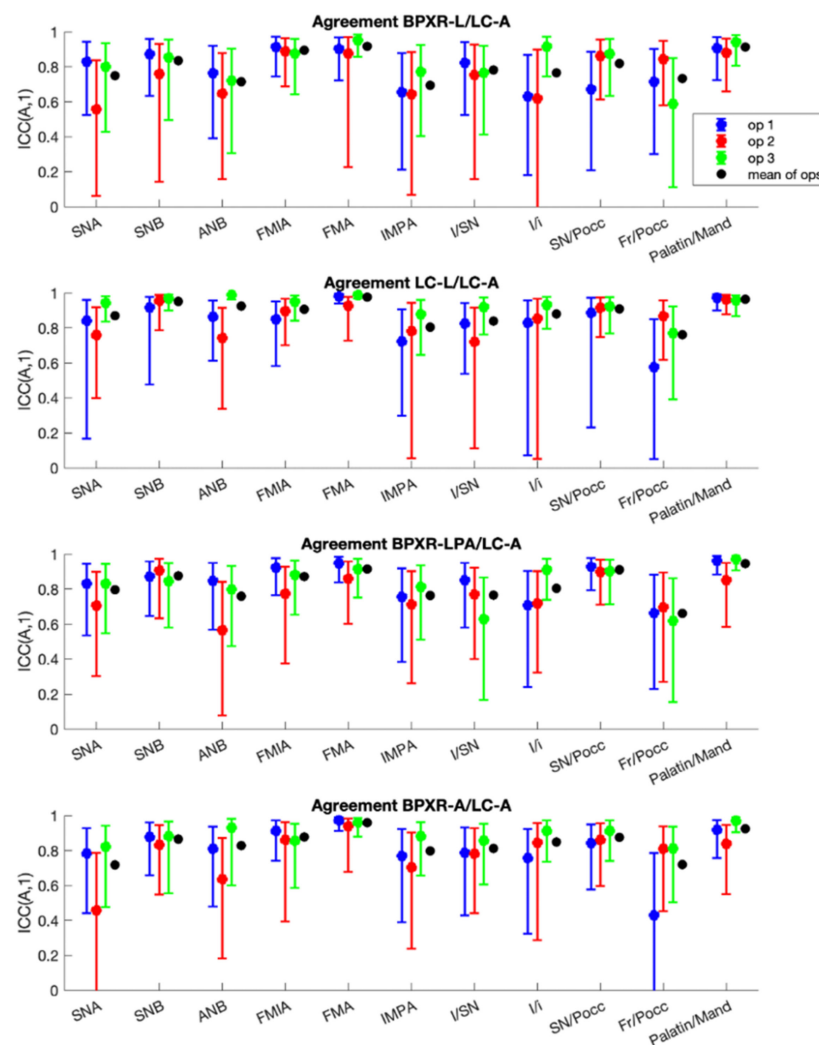 Agreement BPXR-L/LC-A
ICC(A,1)
1
0.8
0.6
0.4
0.2
0
SNA SNB ANB FMIA FMA IMPA I/SN I/i SN/Pocc Fr/Pocc Palatin/Mand
op 1
op 2
op 3
mean of ops
Agreement LC-L/LC-A
ICC(A,1)
1
0.8
0.6
0.4
0.2
0
SNA SNB ANB FMIA FMA IMPA I/SN I/i SN/Pocc Fr/Pocc Palatin/Mand
Agreement BPXR-LPA/LC-A
ICC(A,1)
1
0.8
0.6
0.4
0.2
0
SNA SNB ANB FMIA FMA IMPA I/SN I/i SN/Pocc Fr/Pocc Palatin/Mand
Agreement BPXR-A/LC-A
ICC(A,1)
1
0.8
0.6
0.4
0.2
0
SNA SNB ANB FMIA FMA IMPA I/SN I/i SN/Pocc Fr/Pocc Palatin/Mand